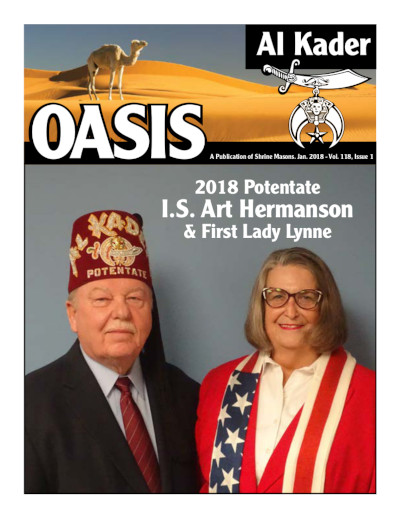 Al Kader
OASIS
A Publication of Shrine Masons. Jan. 2018 - Vol. 118, Issue 1
2018 Potentate
I.S. Art Hermanson
& First Lady Lynne
AL KADER
POTENTATE